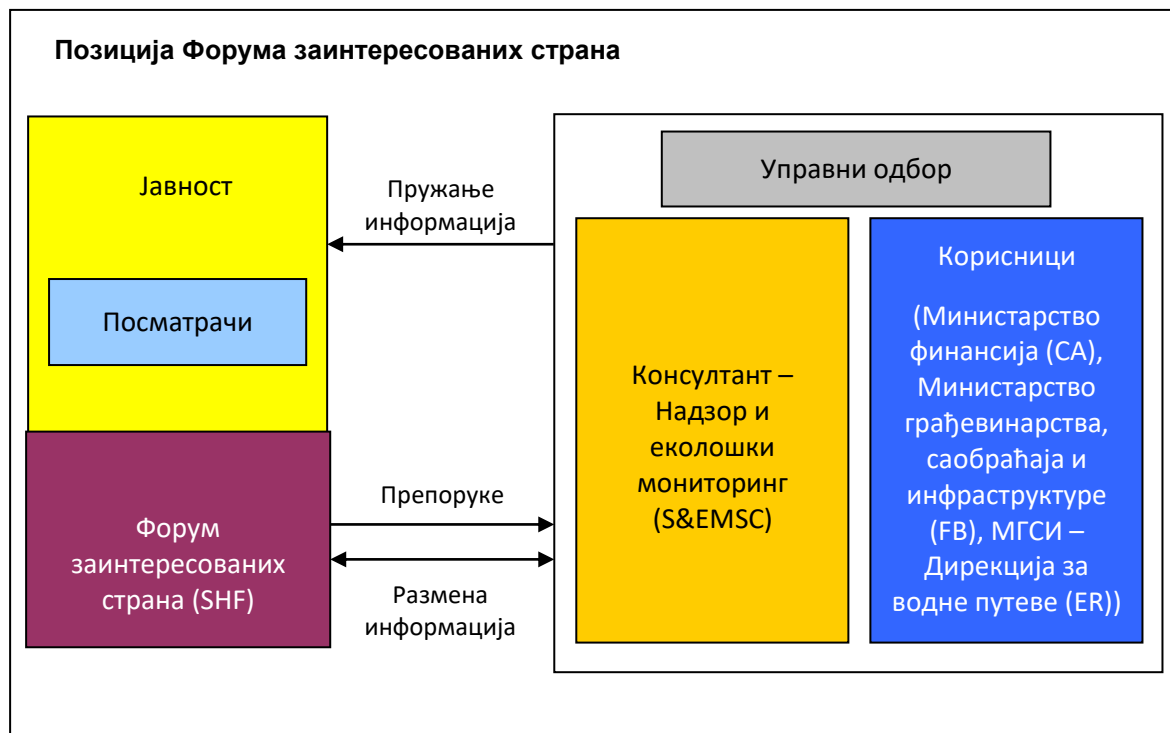 Позиција Форума заинтересованих страна
Јавност
Посматрачи
Форум
заинтересованих
страна (SHF)
Пружање
информација
Препоруке
Размена
информација
Управни одбор
Консултант –
Надзор и
еколошки
мониторинг
(S&EMSC)
Корисници
(Министарство
финансија (CA),
Министарство
грађевинарства,
саобраћаја и
инфраструктуре
(FB), МГСИ –
Дирекција за
водне путеве (ER))